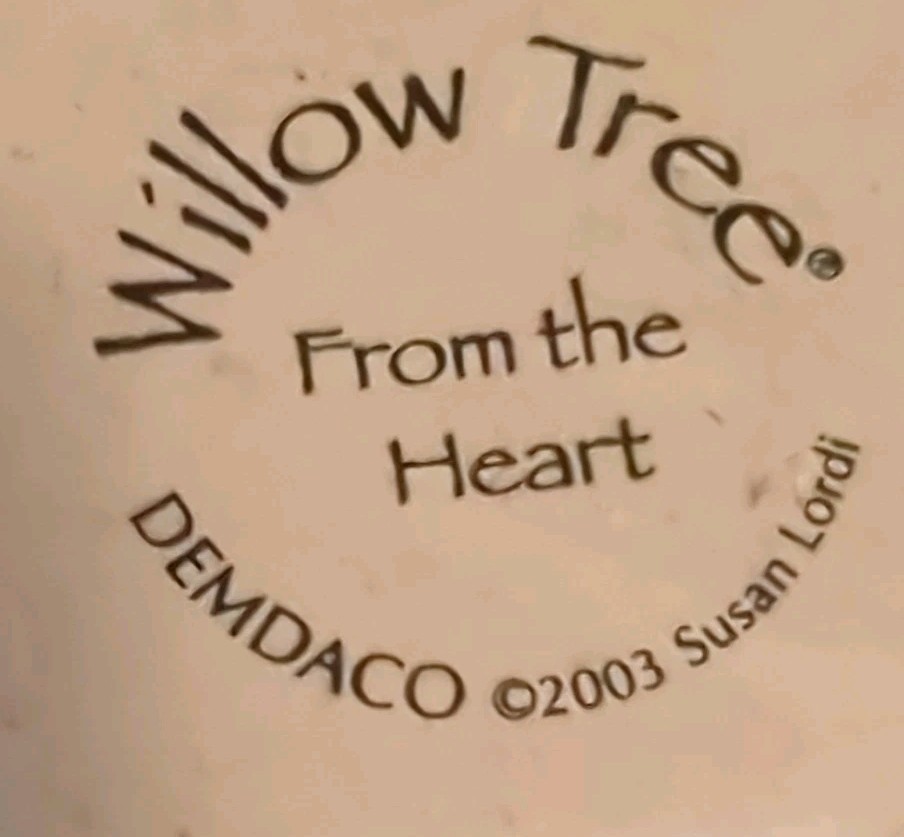 Willow Tree®
From the
Heart
DEMDACO ©2003 Susan Lordi